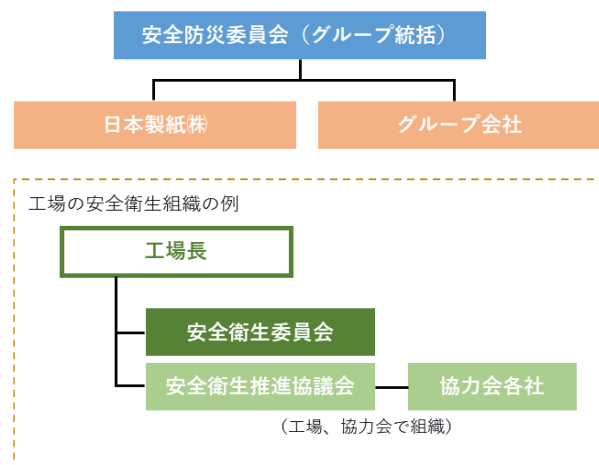 安全防災委員会（グループ統括）
日本製紙㈱
グループ会社
工場の安全衛生組織の例
工場長
安全衛生委員会
安全衛生推進協議会
協力会各社
（工場、協力会で組織）